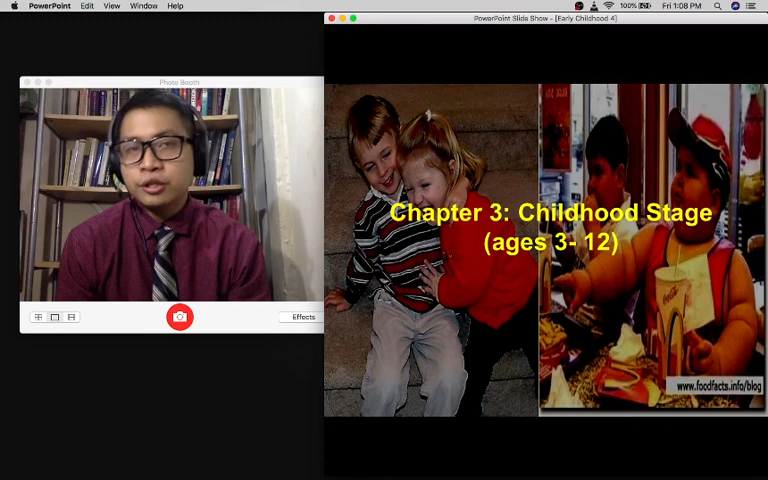 PowerPoint Edit View Window Help
100% Fri 1:08 PM
PowerPoint Slide Show - [Early Childhood 4]
Photo Booth
Chapter 3: Childhood Stage
(ages 3- 12)
Effects
www.foodfacts.info/blog